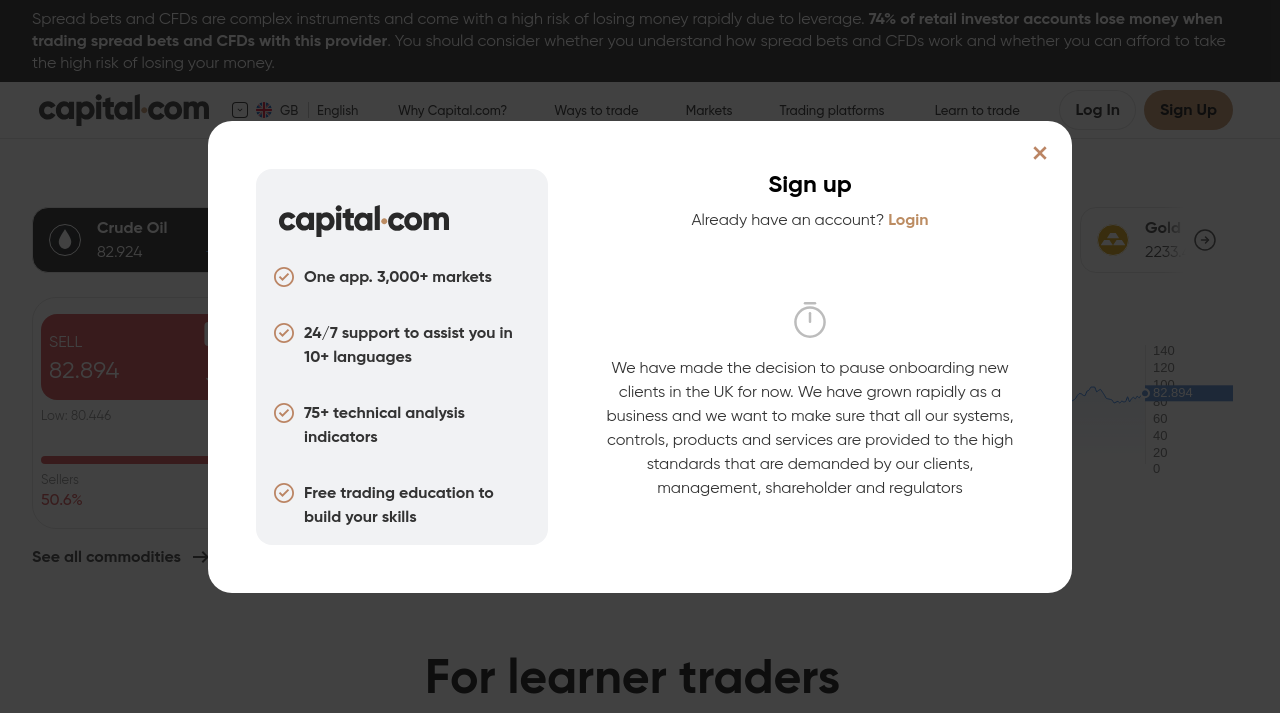 Spread bets and CFDs are complex instruments and come with a high risk of losing money rapidly due to leverage. 74% of retail investor accounts lose money when
trading spread bets and CFDs with this provider. You should consider whether you understand how spread bets and CFDs work and whether you can afford to take
the high risk of losing your money.
capital.com
GB
English
Why Capital.com?
Ways to trade
Markets
Trading platforms
Learn to trade
Log In
Sign Up
Crude Oil
82.924
Gold
2233
SELL
82.894
Low: 80.446
Sellers
50.6%
See all commodities
140
120
100
82.894
80
60
40
20
0
capital.com
One app. 3,000+ markets
24/7 support to assist you in
10+ languages
75+ technical analysis
indicators
Free trading education to
build your skills
Sign up
Already have an account? Login
We have made the decision to pause onboarding new
clients in the UK for now. We have grown rapidly as a
business and we want to make sure that all our systems,
controls, products and services are provided to the high
standards that are demanded by our clients,
management, shareholder and regulators
For learner traders